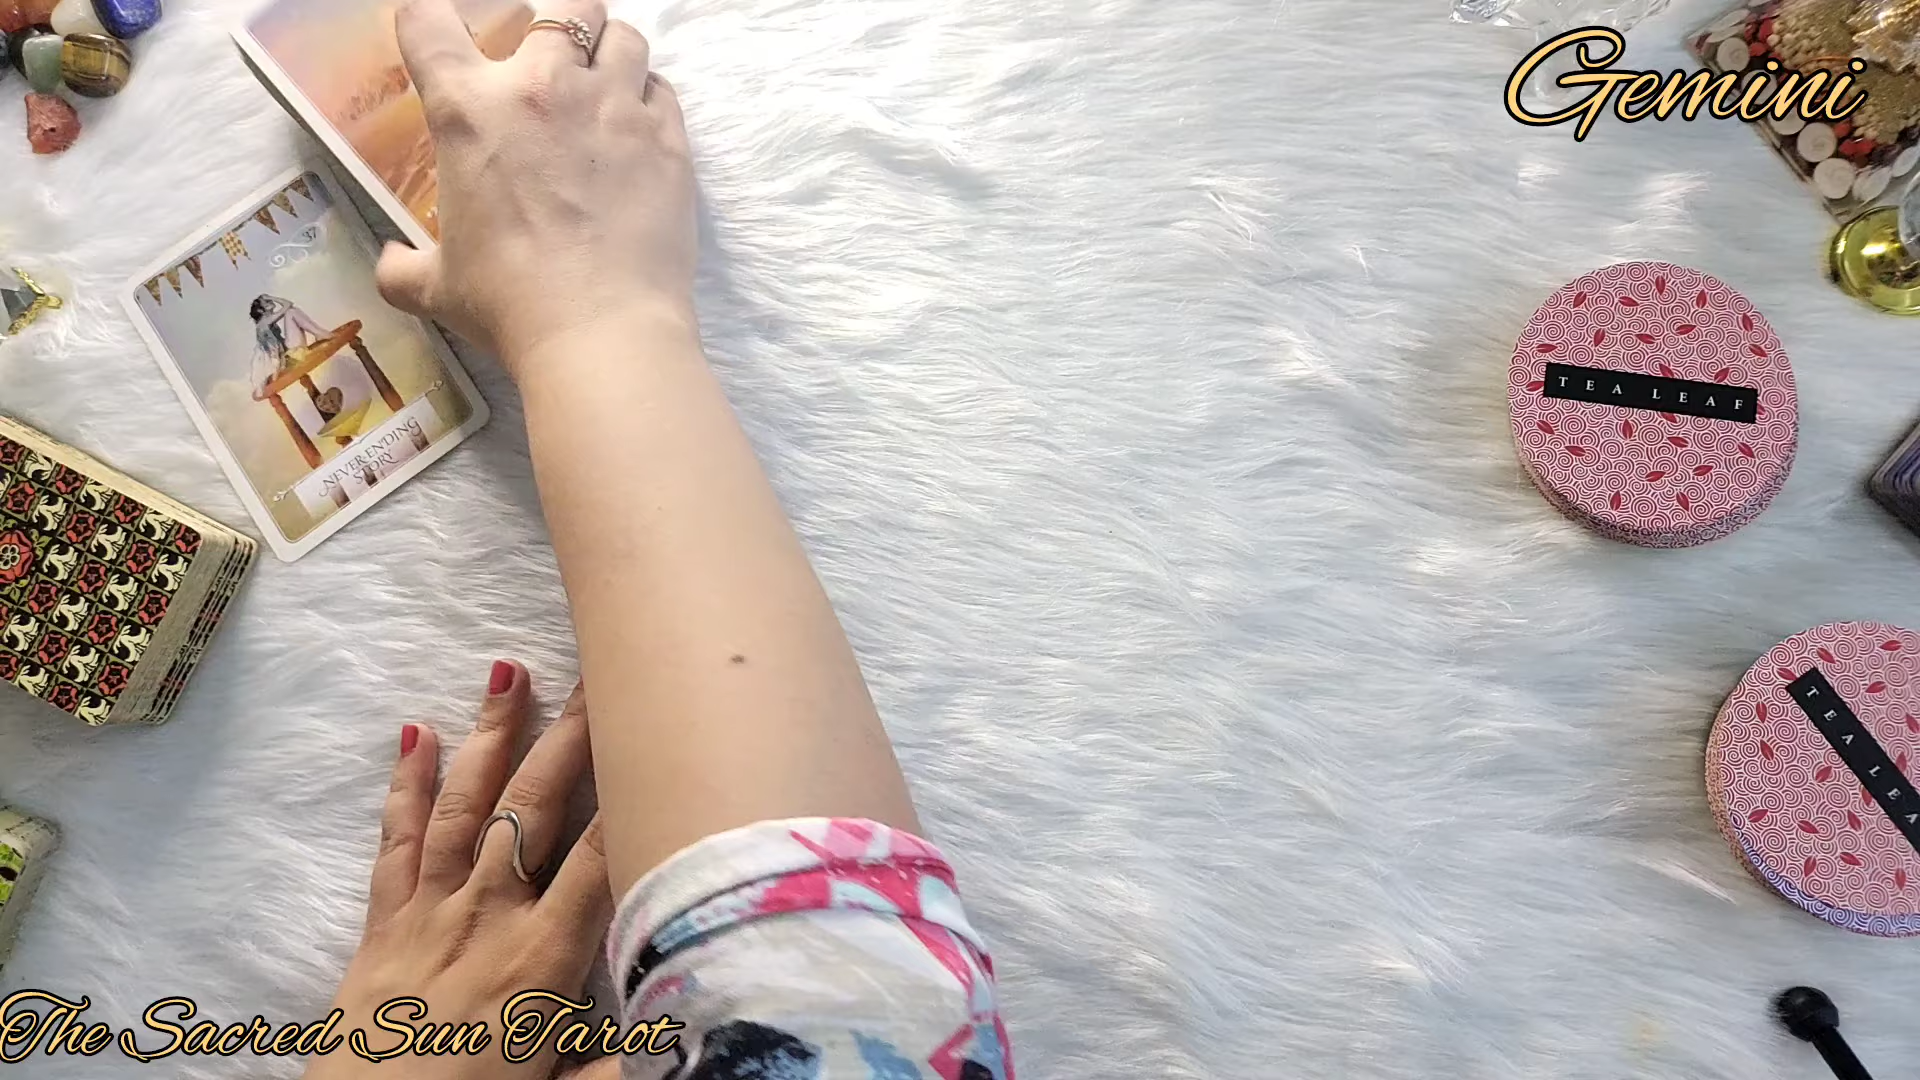 Gemini
37
NEVER-ENDING
STORY
TEA LEAF
TEA LEA
The Sacred Sun Tarot